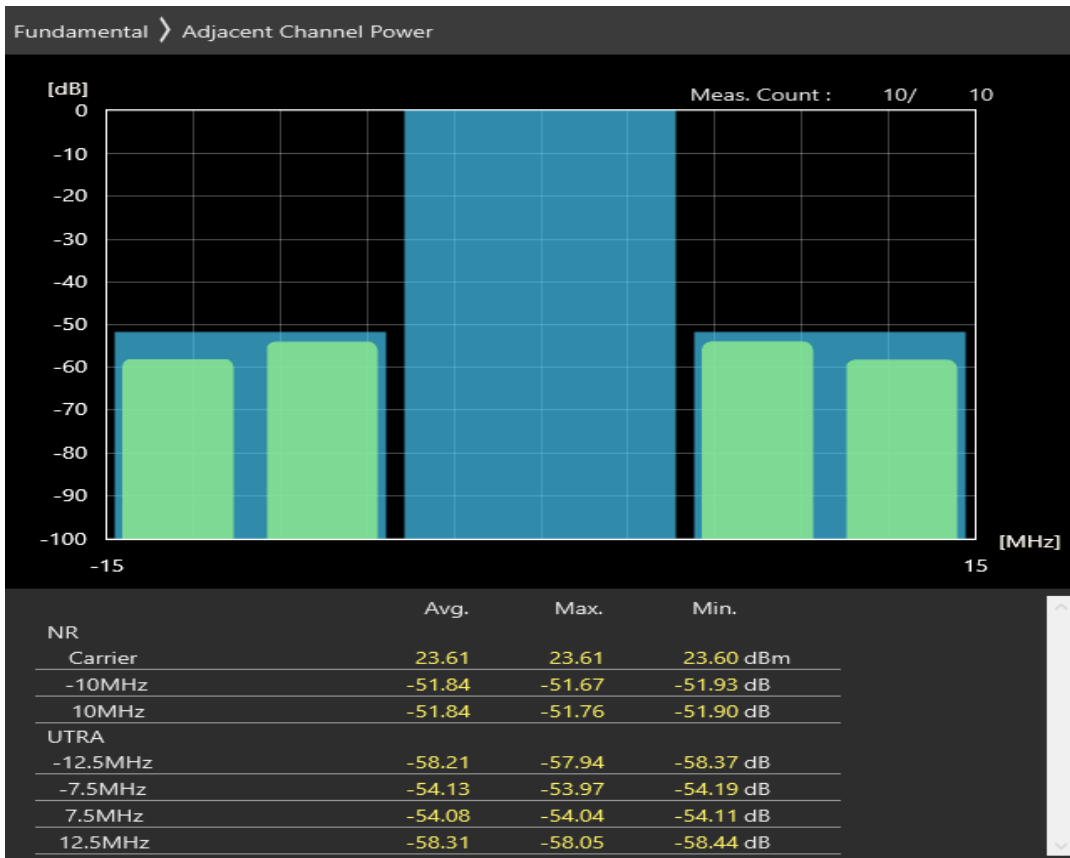 Fundamental ❭ Adjacent Channel Power
[dB]
Meas. Count : 10/ 10
0
-10
-20
-30
-40
-50
-60
-70
-80
-90
-100
[MHz]
-15 15
Avg. Max. Min.
NR
Carrier 23.61 23.61 23.60 dBm
-10MHz -51.84 -51.67 -51.93 dB
10MHz -51.84 -51.76 -51.90 dB
UTRA
-12.5MHz -58.21 -57.94 -58.37 dB
-7.5MHz -54.13 -53.97 -54.19 dB
7.5MHz -54.08 -54.04 -54.11 dB
12.5MHz -58.31 -58.05 -58.44 dB